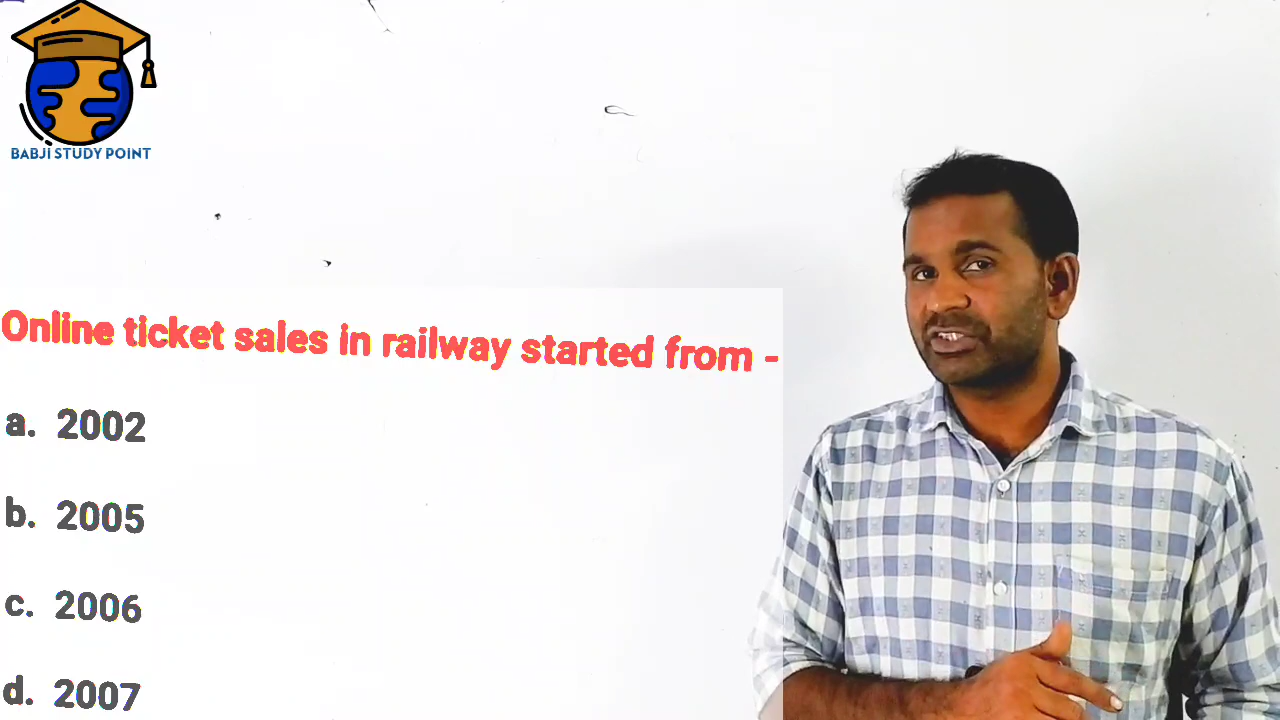 BABJI STUDY POINT
Online ticket sales in railway started from -
a. 2002
b. 2005
c. 2006
d. 2007